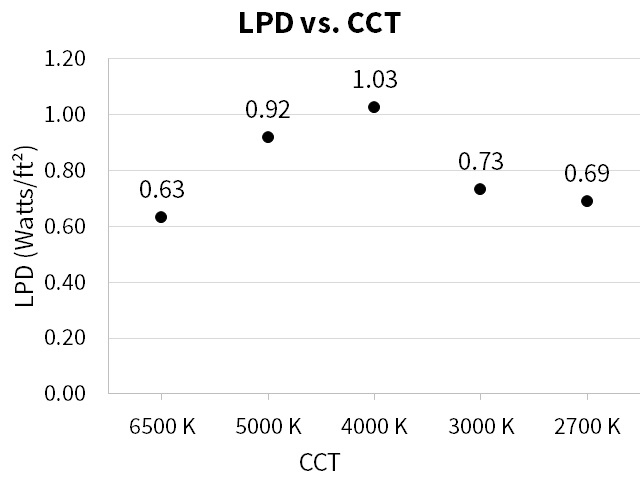 LPD vs. CCT
1.20
1.00
0.80
0.60
0.40
0.20
0.00
LPD (Watts/ft²)
0.63
0.92
1.03
0.73
0.69
6500 K
5000 K
4000 K
3000 K
2700 K
CCT